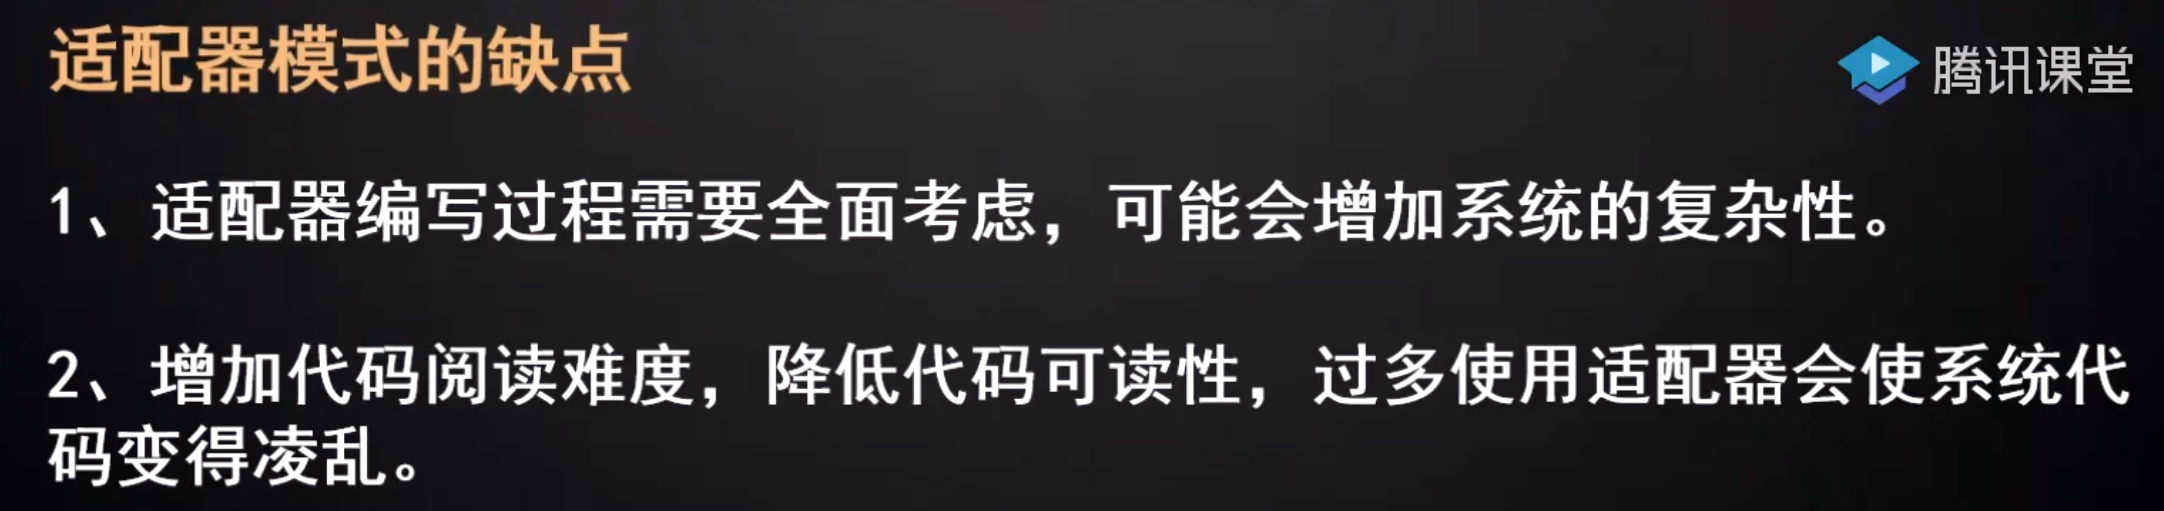 适配器模式的缺点
腾讯课堂
1、适配器编写过程需要全面考虑，可能会增加系统的复杂性。
2、增加代码阅读难度，降低代码可读性，过多使用适配器会使系统代
码变得凌乱。